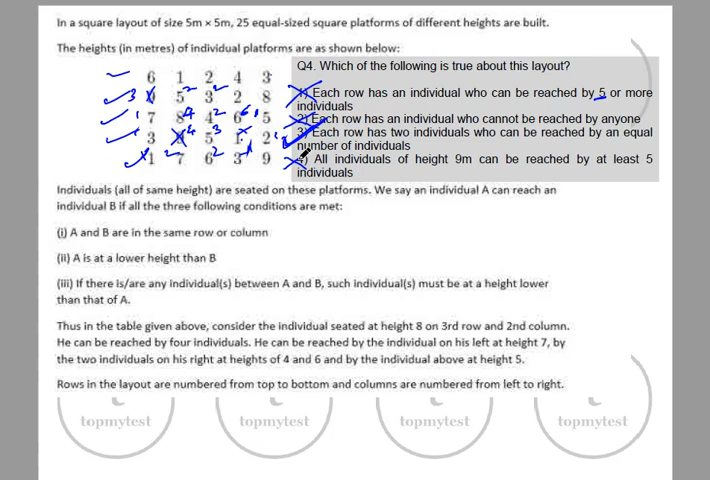 In a square layout of size 5m × 5m, 25 equal-sized square platforms of different heights are built.
The heights (in metres) of individual platforms are as shown below:
6 1 2 4 3
3 5 2 3 2 2 8
7 1 8 4 4 2 6 6 5 1
3 4 5 3 1 2 1
1 7 2 6 2 3 1 9
Q4. Which of the following is true about this layout?
1) Each row has an individual who can be reached by 5 or more
individuals
2) Each row has an individual who cannot be reached by anyone
3) Each row has two individuals who can be reached by an equal
number of individuals
4) All individuals of height 9m can be reached by at least 5
individuals
Individuals (all of same height) are seated on these platforms. We say an individual A can reach an
individual B if all the three following conditions are met:
(i) A and B are in the same row or column
(ii) A is at a lower height than B
(iii) If there is/are any individual(s) between A and B, such individual(s) must be at a height lower
than that of A.
Thus in the table given above, consider the individual seated at height 8 on 3rd row and 2nd column.
He can be reached by four individuals. He can be reached by the individual on his left at height 7, by
the two individuals on his right at heights of 4 and 6 and by the individual above at height 5.
Rows in the layout are numbered from top to bottom and columns are numbered from left to right.
topmytest topmytest topmytest topmytest